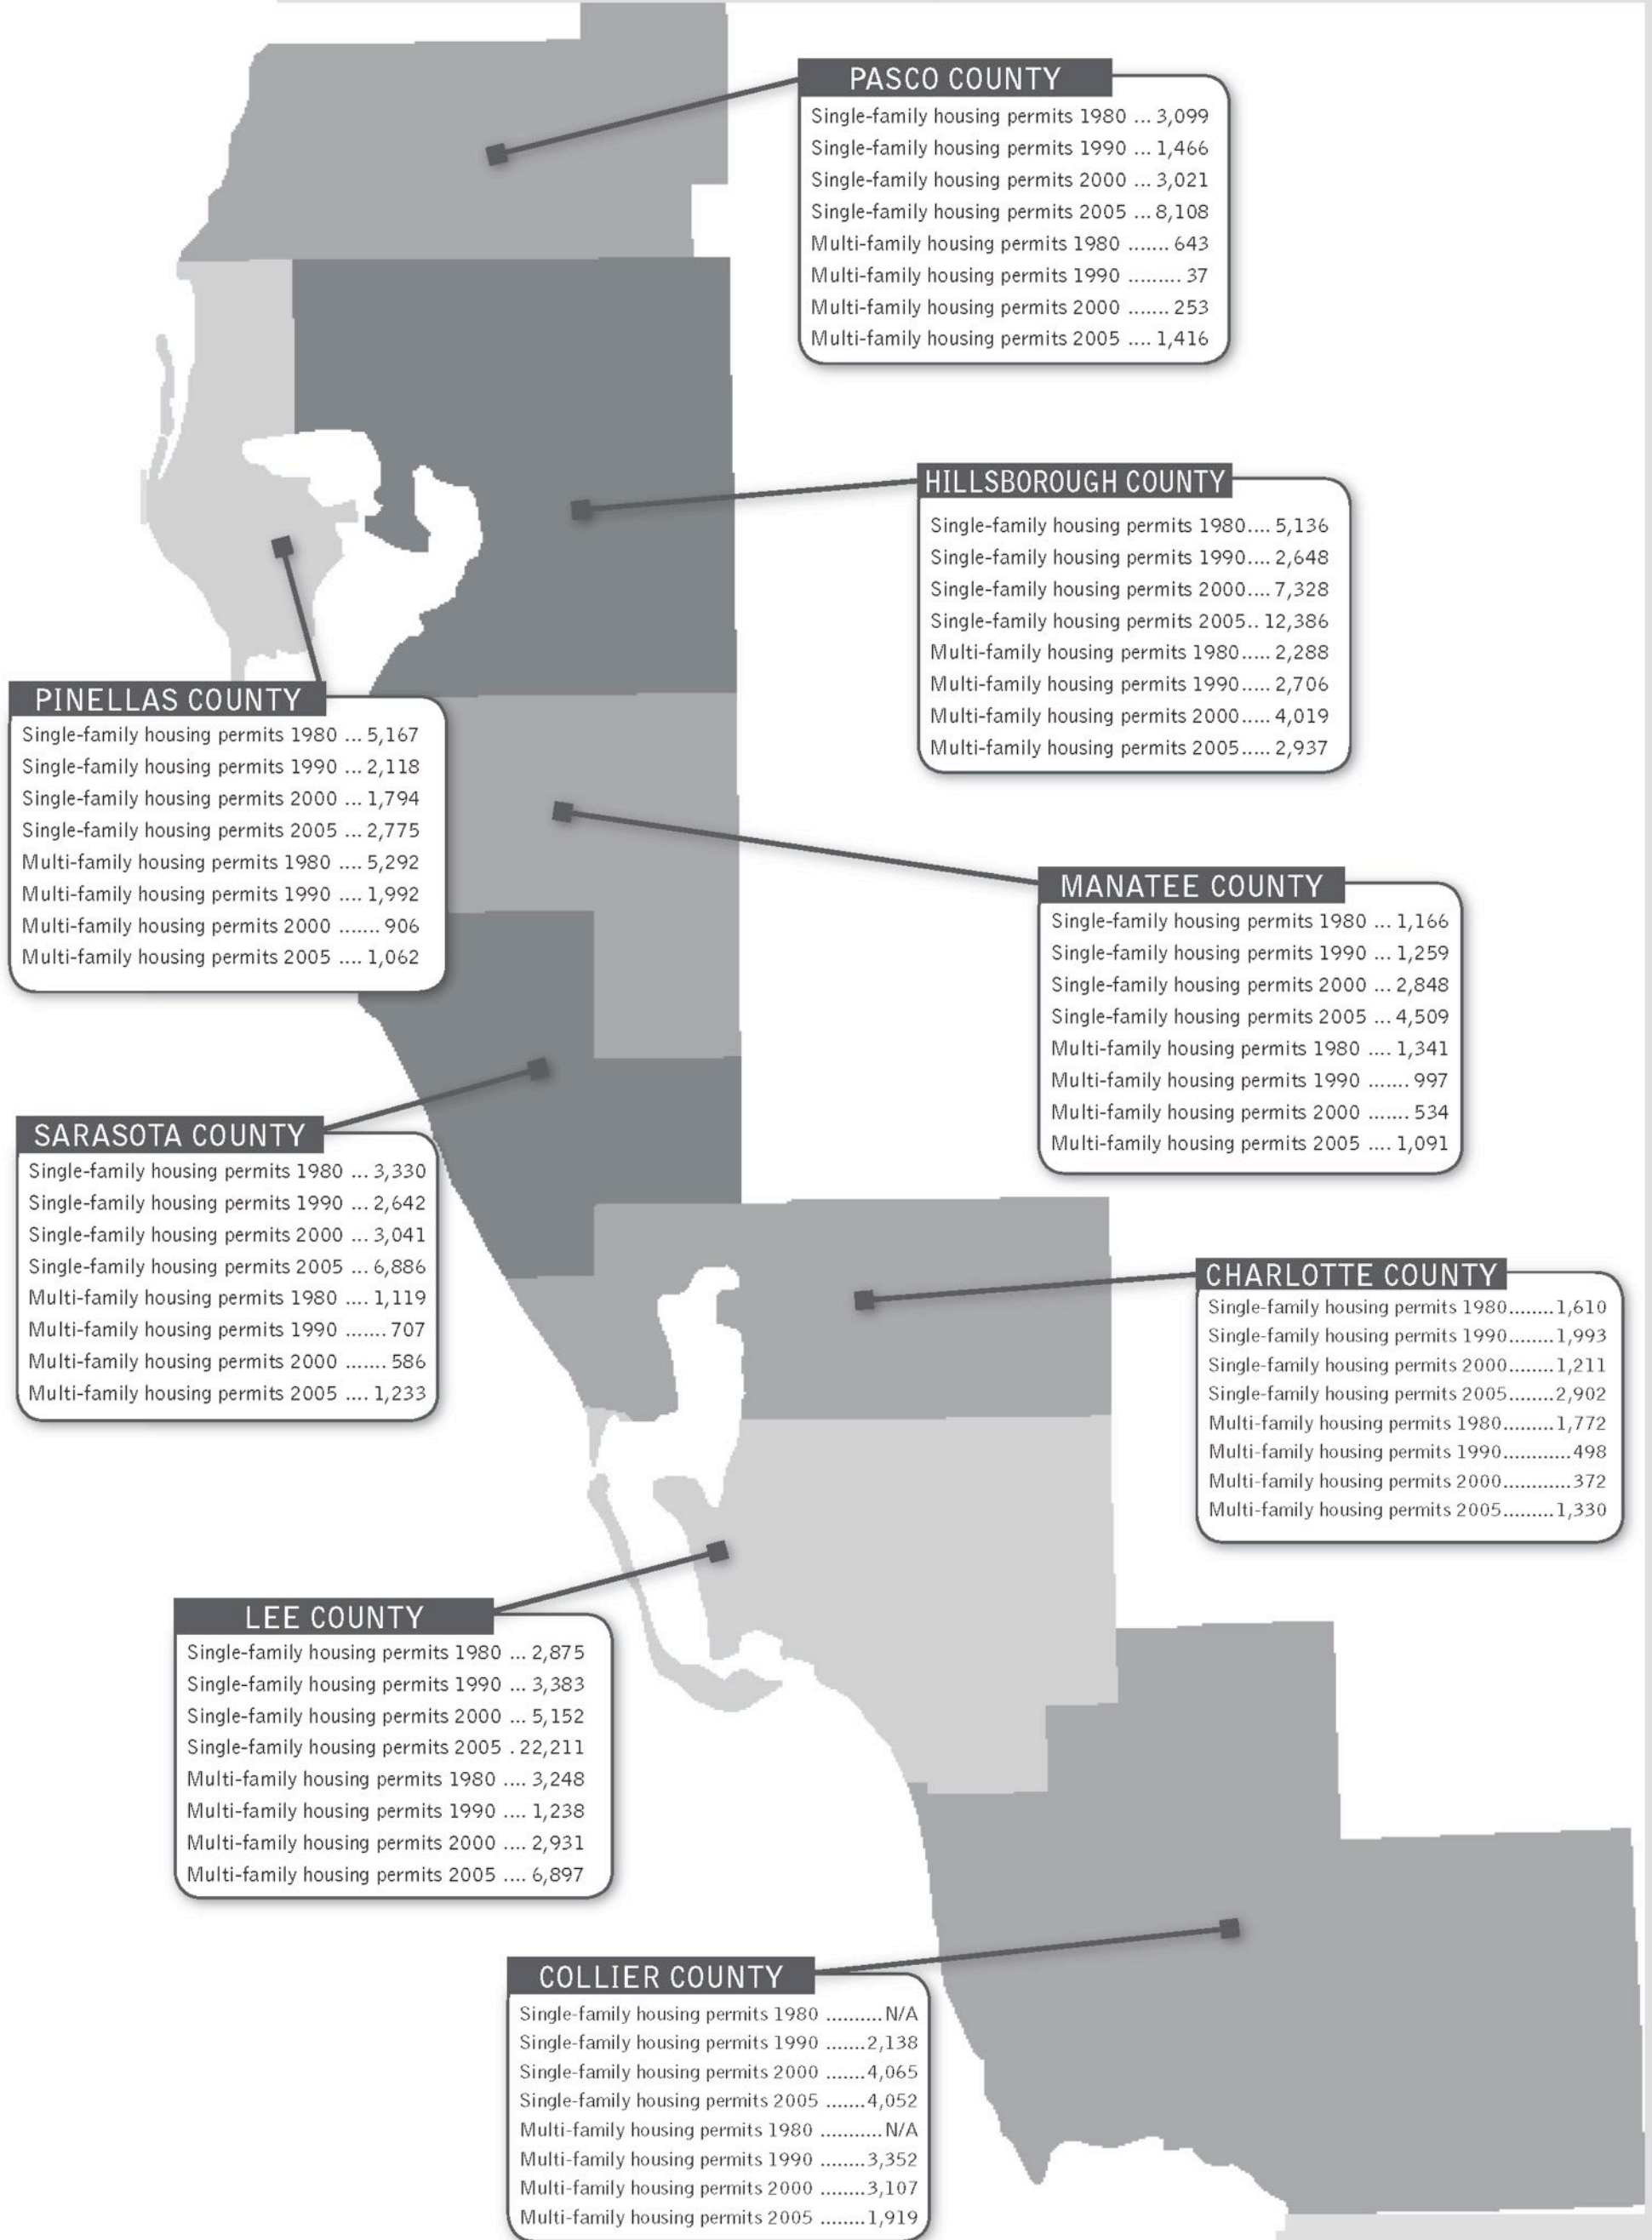 PASCO COUNTY
Single-family housing permits 1980 ... 3,099
Single-family housing permits 1990 ... 1,466
Single-family housing permits 2000 ... 3,021
Single-family housing permits 2005 ... 8,108
Multi-family housing permits 1980 ....... 643
Multi-family housing permits 1990 ......... 37
Multi-family housing permits 2000 ....... 253
Multi-family housing permits 2005 .... 1,416
HILLSBOROUGH COUNTY
Single-family housing permits 1980.... 5,136
Single-family housing permits 1990.... 2,648
Single-family housing permits 2000.... 7,328
Single-family housing permits 2005.. 12,386
Multi-family housing permits 1980..... 2,288
Multi-family housing permits 1990..... 2,706
Multi-family housing permits 2000..... 4,019
Multi-family housing permits 2005..... 2,937
PINELLAS COUNTY
Single-family housing permits 1980 ... 5,167
Single-family housing permits 1990 ... 2,118
Single-family housing permits 2000 ... 1,794
Single-family housing permits 2005 ... 2,775
Multi-family housing permits 1980 .... 5,292
Multi-family housing permits 1990 .... 1,992
Multi-family housing permits 2000 ....... 906
Multi-family housing permits 2005 .... 1,062
MANATEE COUNTY
Single-family housing permits 1980 ... 1,166
Single-family housing permits 1990 ... 1,259
Single-family housing permits 2000 ... 2,848
Single-family housing permits 2005 ... 4,509
Multi-family housing permits 1980 .... 1,341
Multi-family housing permits 1990 ....... 997
Multi-family housing permits 2000 ....... 534
Multi-family housing permits 2005 .... 1,091
SARASOTA COUNTY
Single-family housing permits 1980 ... 3,330
Single-family housing permits 1990 ... 2,642
Single-family housing permits 2000 ... 3,041
Single-family housing permits 2005 ... 6,886
Multi-family housing permits 1980 .... 1,119
Multi-family housing permits 1990 ....... 707
Multi-family housing permits 2000 ....... 586
Multi-family housing permits 2005 .... 1,233
CHARLOTTE COUNTY
Single-family housing permits 1980........1,610
Single-family housing permits 1990........1,993
Single-family housing permits 2000........1,211
Single-family housing permits 2005........2,902
Multi-family housing permits 1980.........1,772
Multi-family housing permits 1990............498
Multi-family housing permits 2000............372
Multi-family housing permits 2005.........1,330
LEE COUNTY
Single-family housing permits 1980 ... 2,875
Single-family housing permits 1990 ... 3,383
Single-family housing permits 2000 ... 5,152
Single-family housing permits 2005 . 22,211
Multi-family housing permits 1980 .... 3,248
Multi-family housing permits 1990 .... 1,238
Multi-family housing permits 2000 .... 2,931
Multi-family housing permits 2005 .... 6,897
COLLIER COUNTY
Single-family housing permits 1980 ..........N/A
Single-family housing permits 1990 .......2,138
Single-family housing permits 2000 .......4,065
Single-family housing permits 2005 .......4,052
Multi-family housing permits 1980 ...........N/A
Multi-family housing permits 1990 ........3,352
Multi-family housing permits 2000 ........3,107
Multi-family housing permits 2005 ........1,919